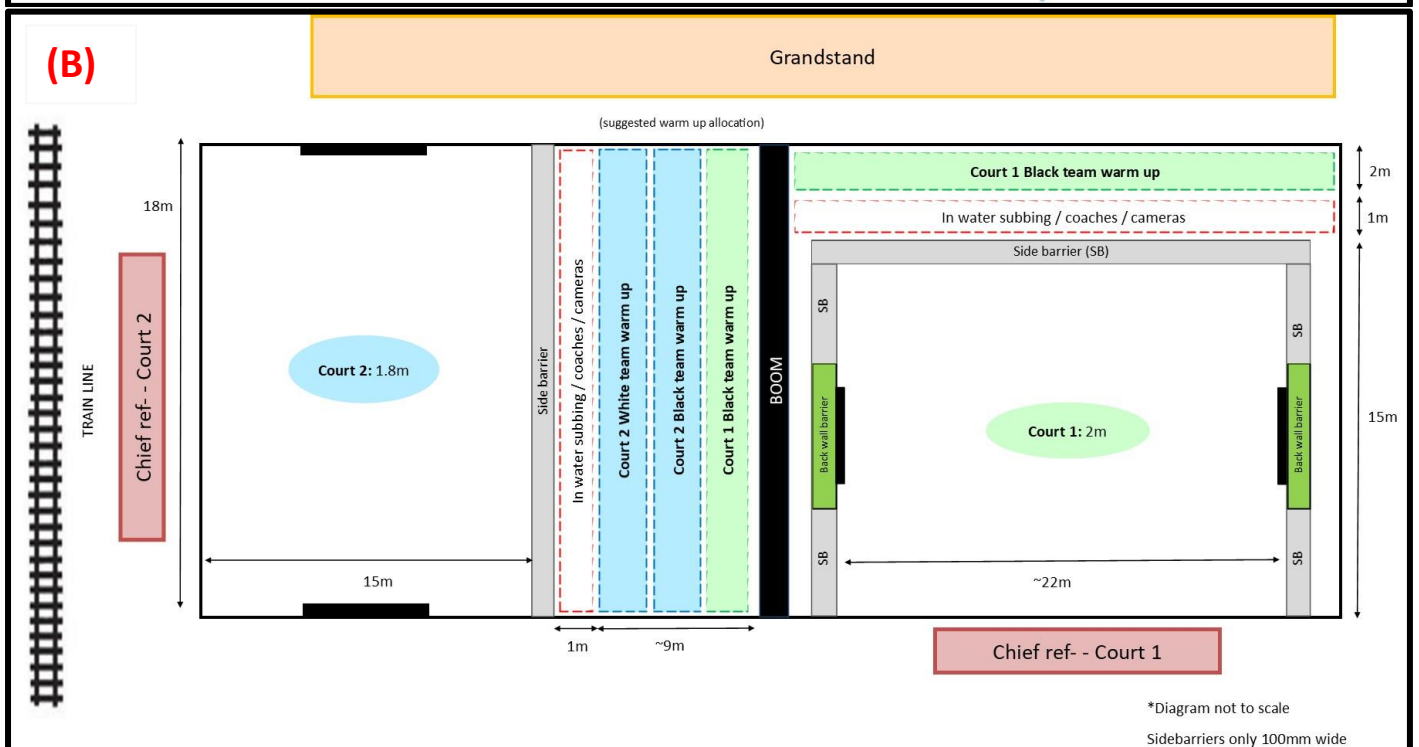 (B)
Grandstand
(suggested warm up allocation)
18m
TRAIN LINE
Chief ref- - Court 2
Court 2: 1.8m
15m
Side barrier
In water subbing / coaches / cameras
Court 2 White team warm up
Court 2 Black team warm up
Court 1 Black team warm up
1m
~9m
BOOM
Court 1 Black team warm up
2m
In water subbing / coaches / cameras
1m
Side barrier (SB)
SB
SB
Back wall barrier
Court 1: 2m
Back wall barrier
15m
SB
~22m
SB
Chief ref- - Court 1
*Diagram not to scale
Sidebarriers only 100mm wide